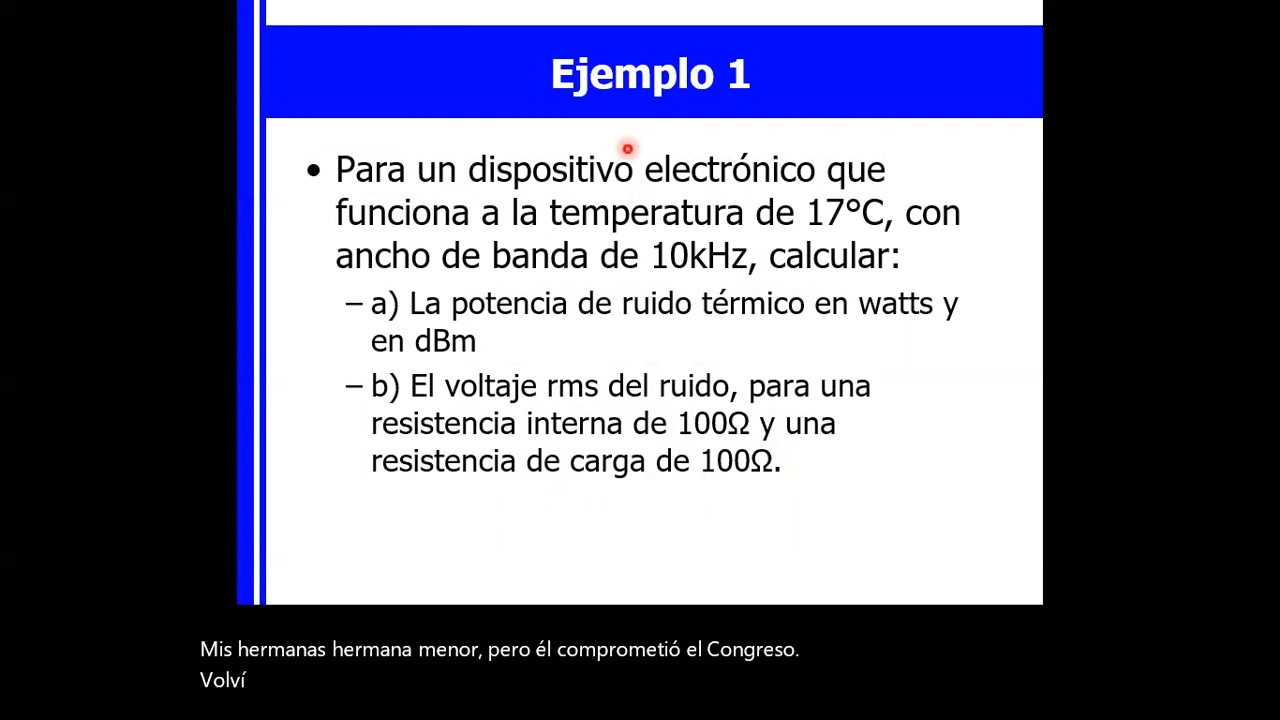 Ejemplo 1
• Para un dispositivo electrónico que
funciona a la temperatura de 17°C, con
ancho de banda de 10kHz, calcular:
– a) La potencia de ruido térmico en watts y
en dBm
– b) El voltaje rms del ruido, para una
resistencia interna de 100Ω y una
resistencia de carga de 100Ω.
Mis hermanas hermana menor, pero él comprometió el Congreso.
Volví